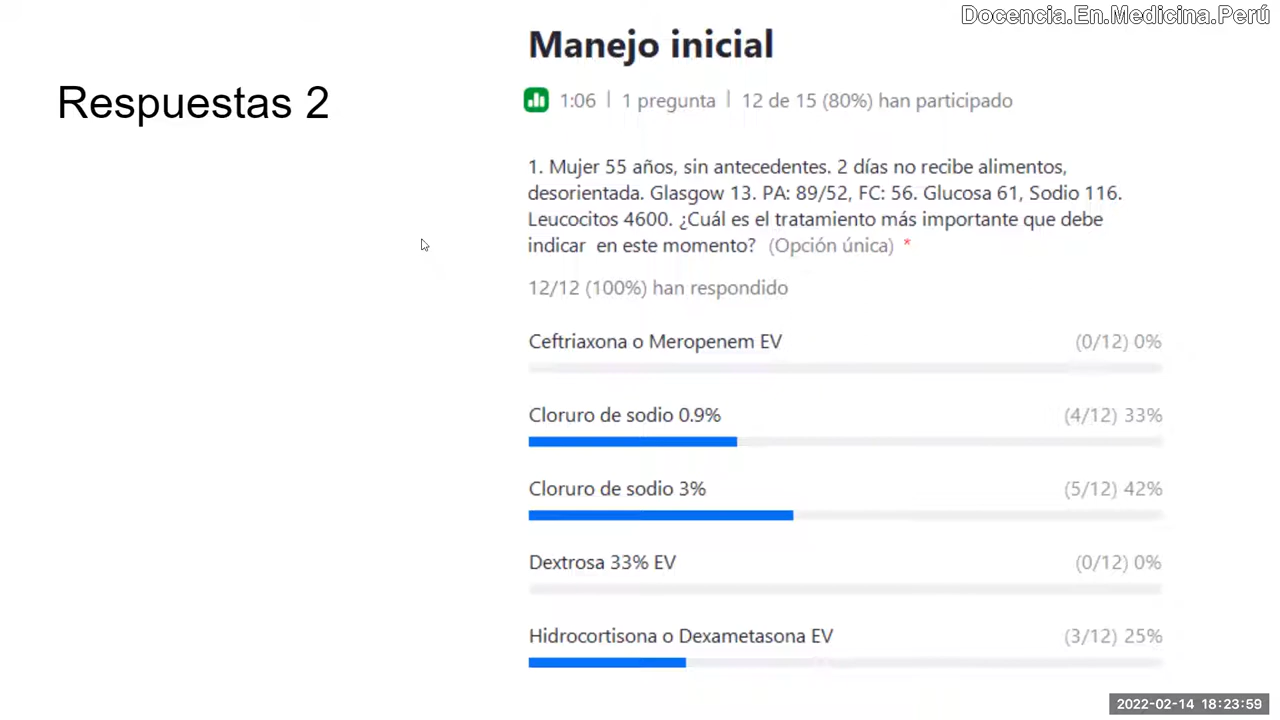 Docencia.En.Medicina.Perú
Manejo inicial
Respuestas 2
1:06 | 1 pregunta | 12 de 15 (80%) han participado
1. Mujer 55 años, sin antecedentes. 2 días no recibe alimentos,
desorientada. Glasgow 13. PA: 89/52, FC: 56. Glucosa 61, Sodio 116.
Leucocitos 4600. ¿Cuál es el tratamiento más importante que debe
indicar en este momento? (Opción única) *
12/12 (100%) han respondido
Ceftriaxona o Meropenem EV (0/12) 0%
Cloruro de sodio 0.9% (4/12) 33%
Cloruro de sodio 3% (5/12) 42%
Dextrosa 33% EV (0/12) 0%
Hidrocortisona o Dexametasona EV (3/12) 25%
2022-02-14 18:23:59